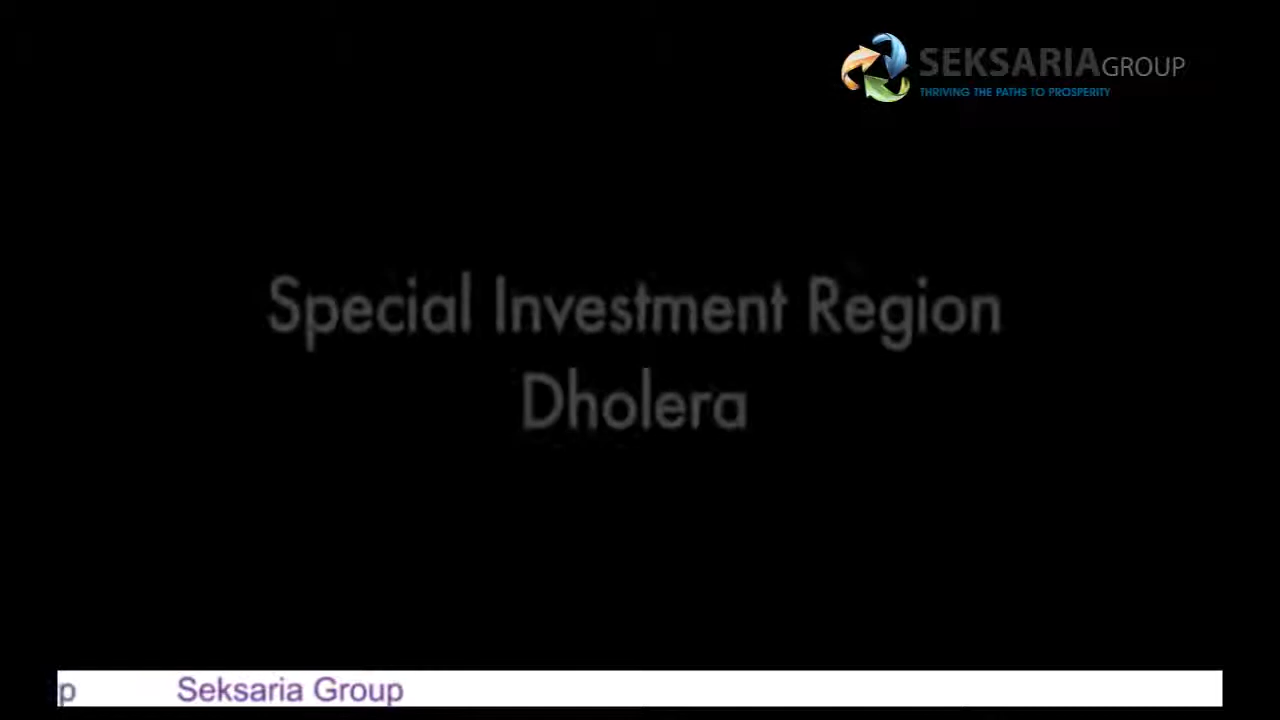 SEKSARIAGROUP
THRIVING THE PATHS TO PROSPERITY
Special Investment Region
Dholera
p Seksaria Group